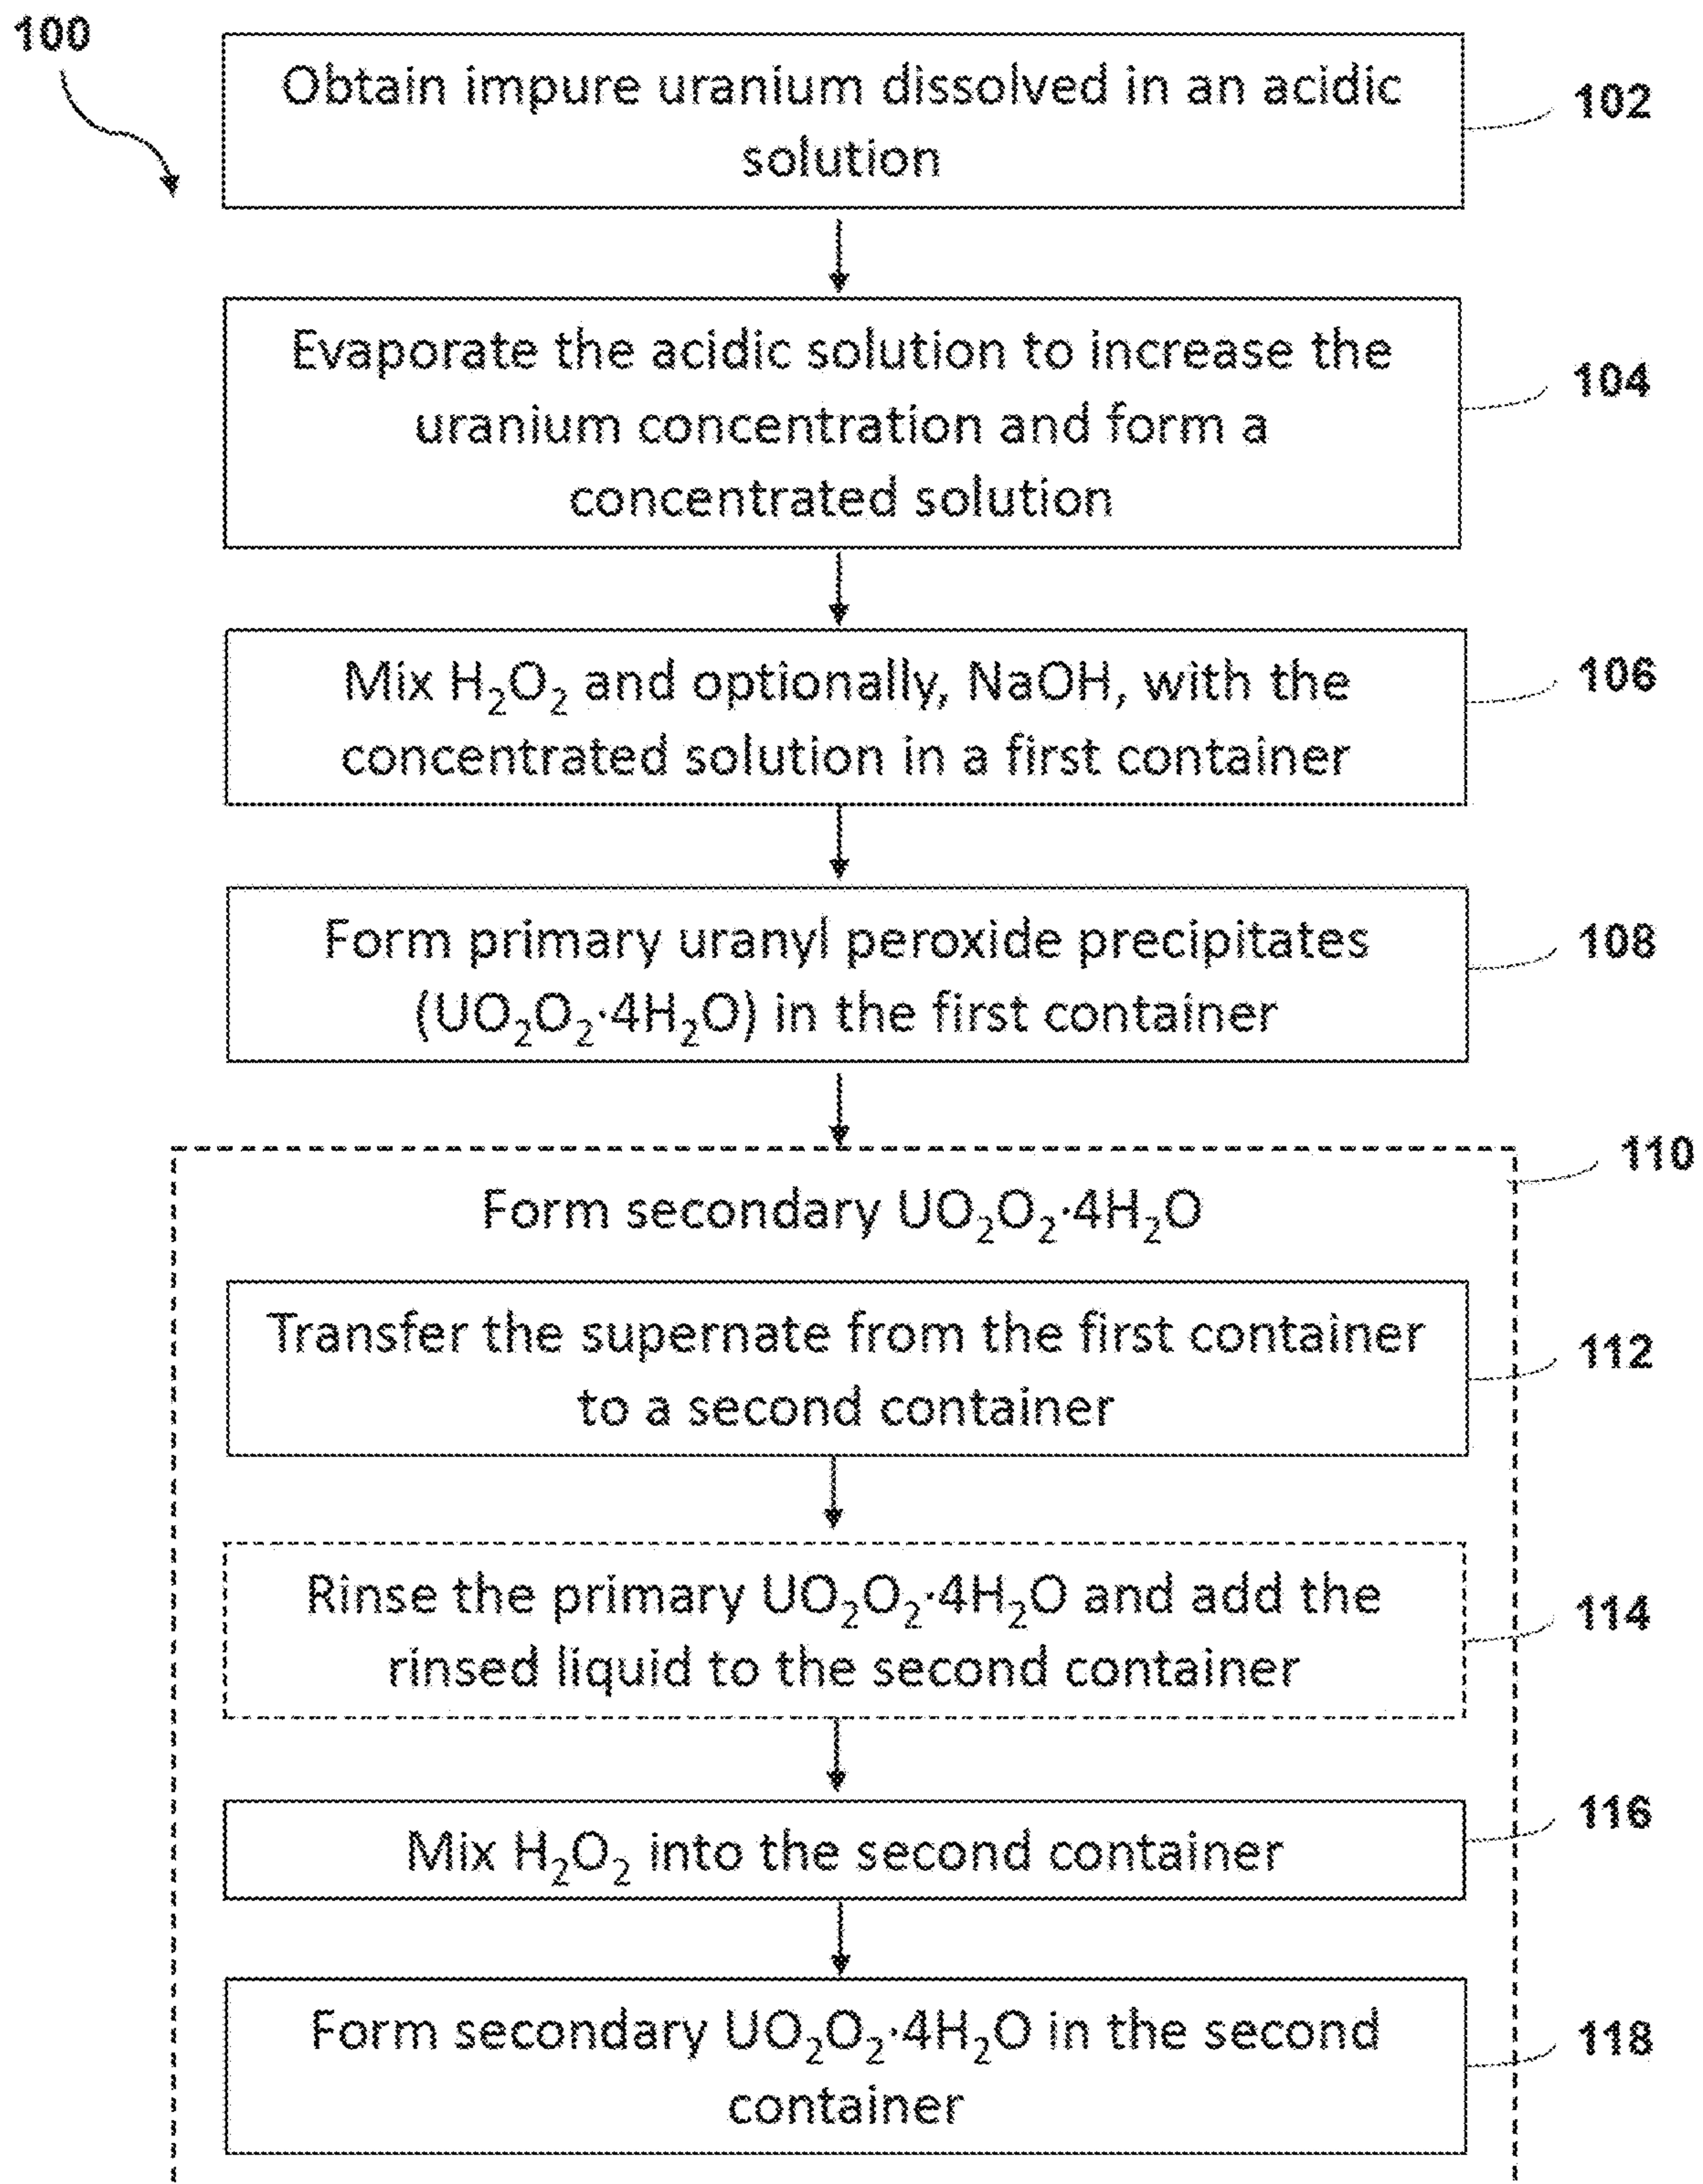 100
Obtain impure uranium dissolved in an acidic
solution
102
Evaporate the acidic solution to increase the
uranium concentration and form a
concentrated solution
104
Mix H₂O₂ and optionally, NaOH, with the
concentrated solution in a first container
106
Form primary uranyl peroxide precipitates
(UO₂O₂·4H₂O) in the first container
108
110
Form secondary UO₂O₂·4H₂O
Transfer the supernate from the first container
to a second container
112
Rinse the primary UO₂O₂·4H₂O and add the
rinsed liquid to the second container
114
Mix H₂O₂ into the second container
116
Form secondary UO₂O₂·4H₂O in the second
container
118